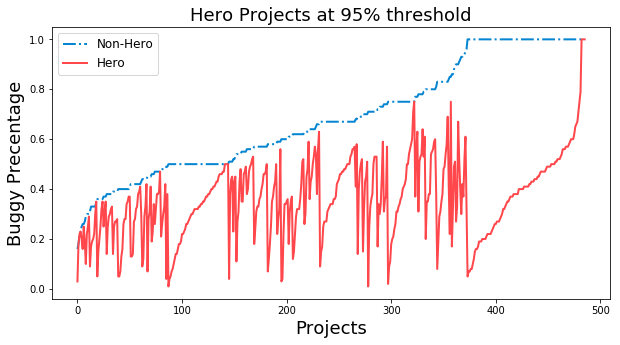 Hero Projects at 95% threshold
Non-Hero
Hero
Buggy Precentage
1.0
0.8
0.6
0.4
0.2
0.0
0 100 200 300 400 500
Projects